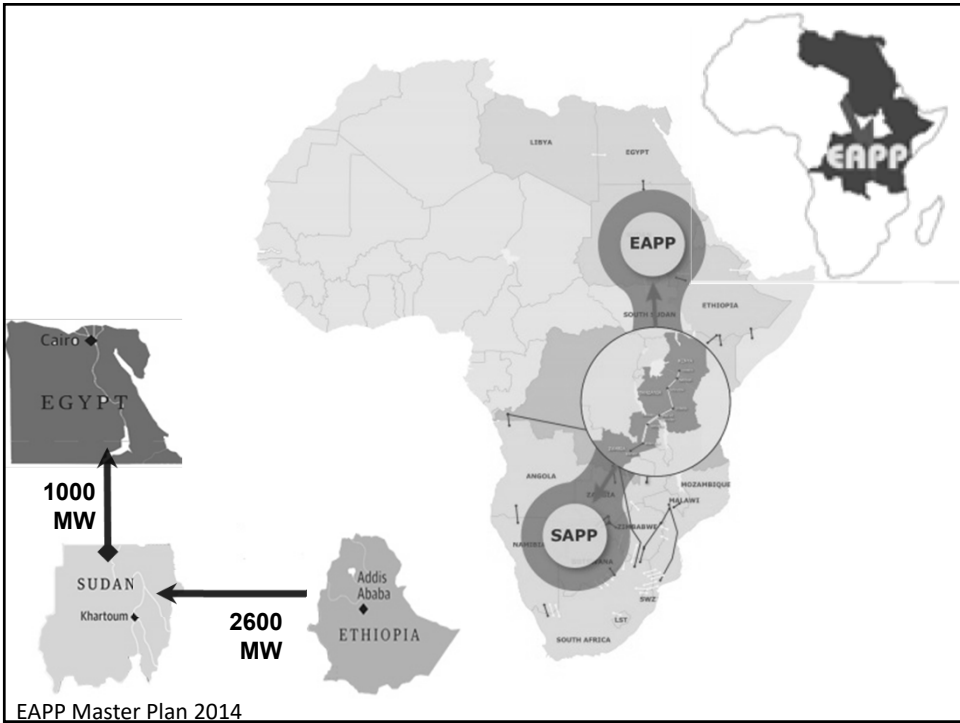 LIBYA
EGYPT
EAPP
EAPP
SOUTH SUDAN
ETHIOPIA
Cairo
EGYPT
1000
MW
SUDAN
Khartoum
2600
MW
Addis
Ababa
ETHIOPIA
ANGOLA
ZAMBIA
MOZAMBIQUE
MALAWI
ZIMBABWE
NAMIBIA
SAPP
SWZ
LST
SOUTH AFRICA
EAPP Master Plan 2014